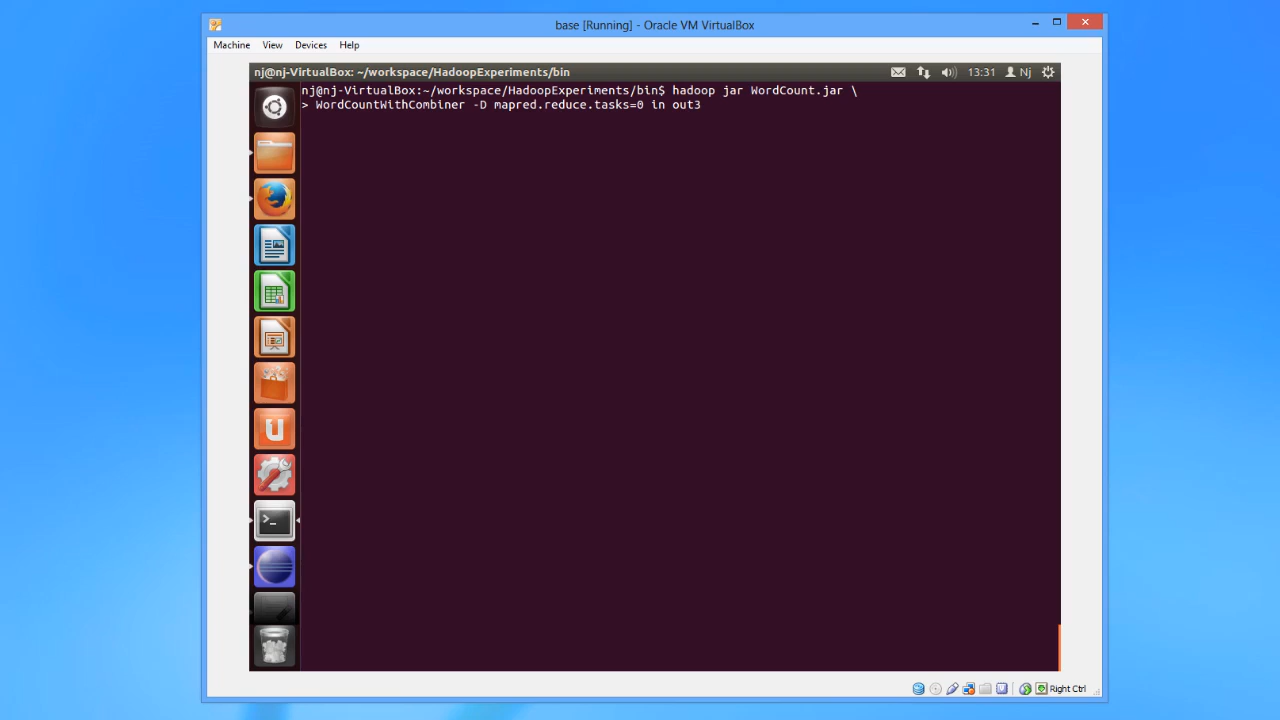 base [Running] - Oracle VM VirtualBox
Machine View Devices Help
nj@nj-VirtualBox: ~/workspace/HadoopExperiments/bin 13:31 Nj
nj@nj-VirtualBox:~/workspace/HadoopExperiments/bin$ hadoop jar WordCount.jar \
> WordCountWithCombiner -D mapred.reduce.tasks=0 in out3
Right Ctrl